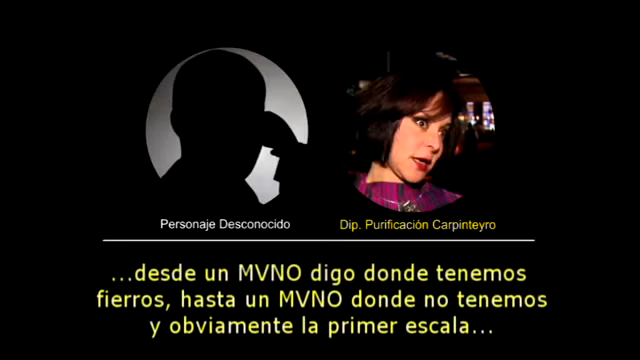 Personaje Desconocido
Dip. Purificación Carpinteyro
...desde un MVNO digo donde tenemos
fierros, hasta un MVNO donde no tenemos
y obviamente la primer escala...